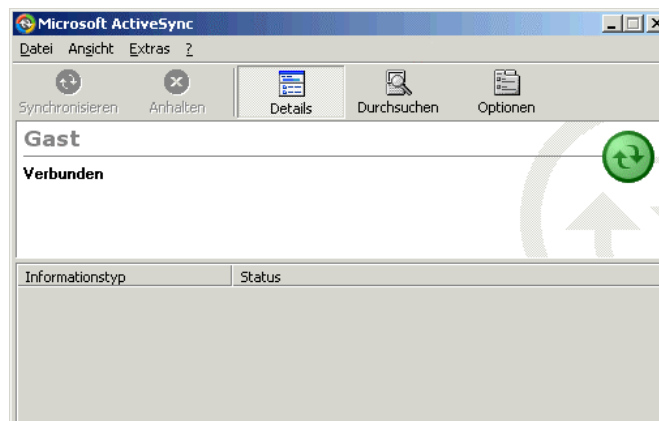 Microsoft ActiveSync
Datei Ansicht Extras ?
Synchronisieren Anhalten Details Durchsuchen Optionen
Gast
Verbunden
Informationstyp Status